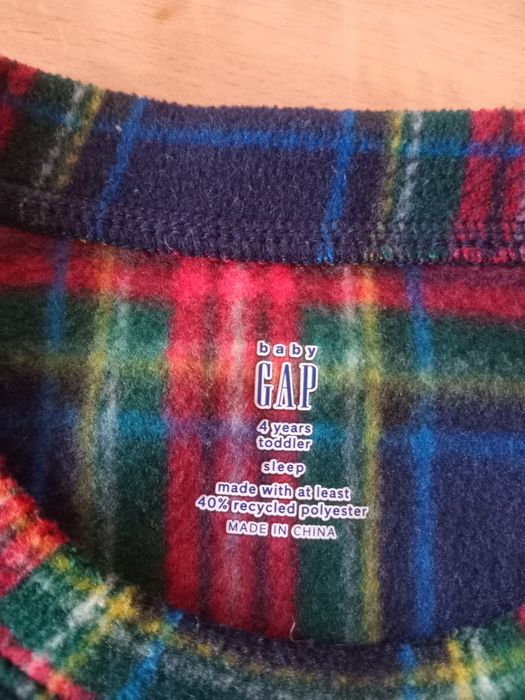 baby
GAP
4 years
toddler
sleep
made with at least
40% recycled polyester
MADE IN CHINA